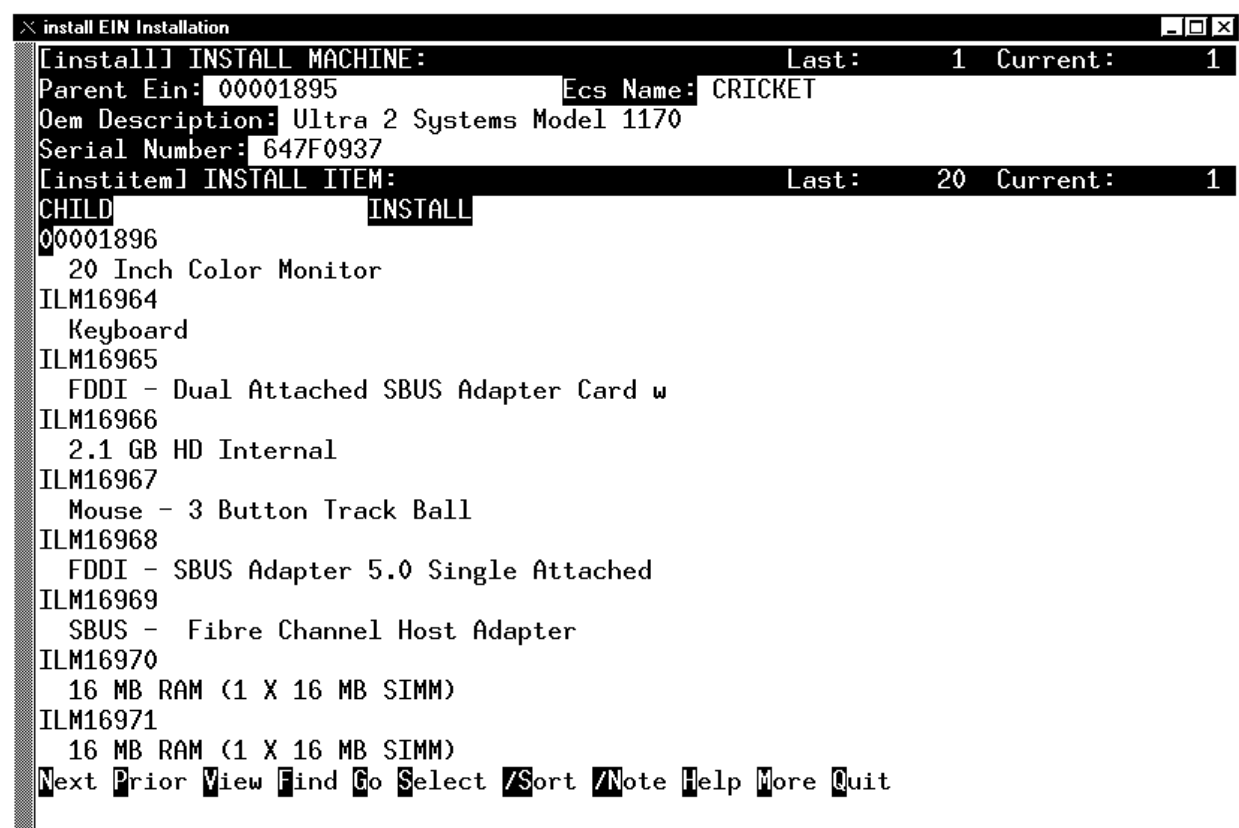 install EIN Installation
[install] INSTALL MACHINE: Last: 1 Current: 1
Parent Ein: 00001895 Ecs Name: CRICKET
Oem Description: Ultra 2 Systems Model 1170
Serial Number: 647F0937
[institem] INSTALL ITEM: Last: 20 Current: 1
CHILD INSTALL
00001896
20 Inch Color Monitor
ILM16964
Keyboard
ILM16965
FDDI - Dual Attached SBUS Adapter Card w
ILM16966
2.1 GB HD Internal
ILM16967
Mouse - 3 Button Track Ball
ILM16968
FDDI - SBUS Adapter 5.0 Single Attached
ILM16969
SBUS -  Fibre Channel Host Adapter
ILM16970
16 MB RAM (1 X 16 MB SIMM)
ILM16971
16 MB RAM (1 X 16 MB SIMM)
Next Prior View Find Go Select /Sort /Note Help More Quit